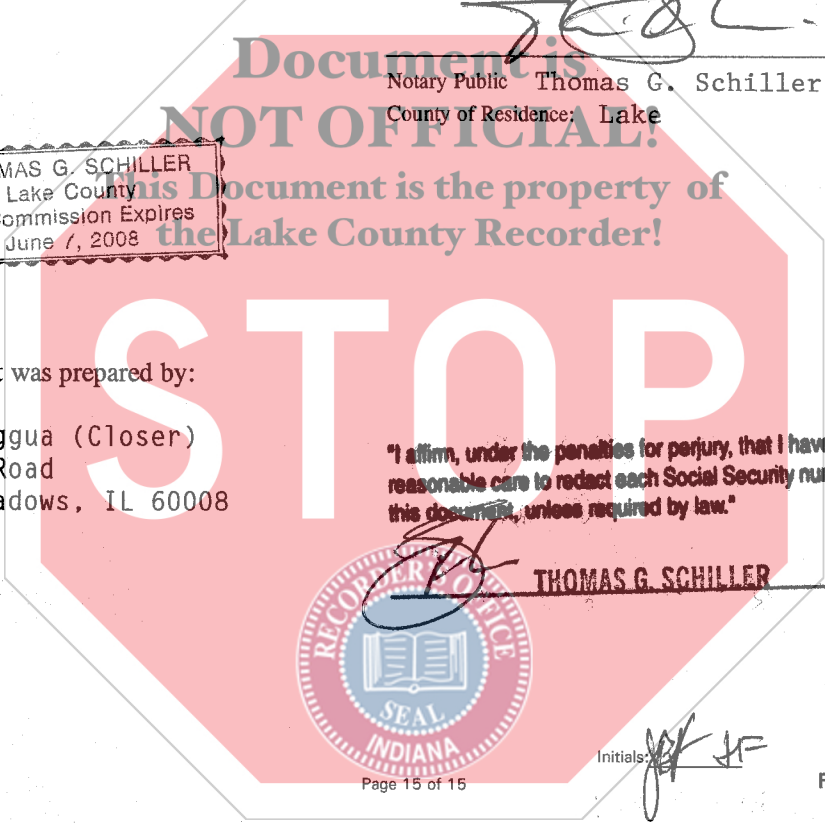 Document is
Notary Public Thomas G. Schiller
NOT OFFICIAL!
County of Residence: Lake
MAS G. SCHILLER
Lake County
ommission Expires
June 7, 2008
This Document is the property of
the Lake County Recorder!
STOP
t was prepared by:
ggua (Closer)
Road
adows, IL 60008
"I affirm, under the penalties for perjury, that I have
reasonable care to redact each Social Security nu
this document, unless required by law."
THOMAS G. SCHILLER
RECORDER'S OFFICE
SEAL
INDIANA
Initials:
Page 15 of 15